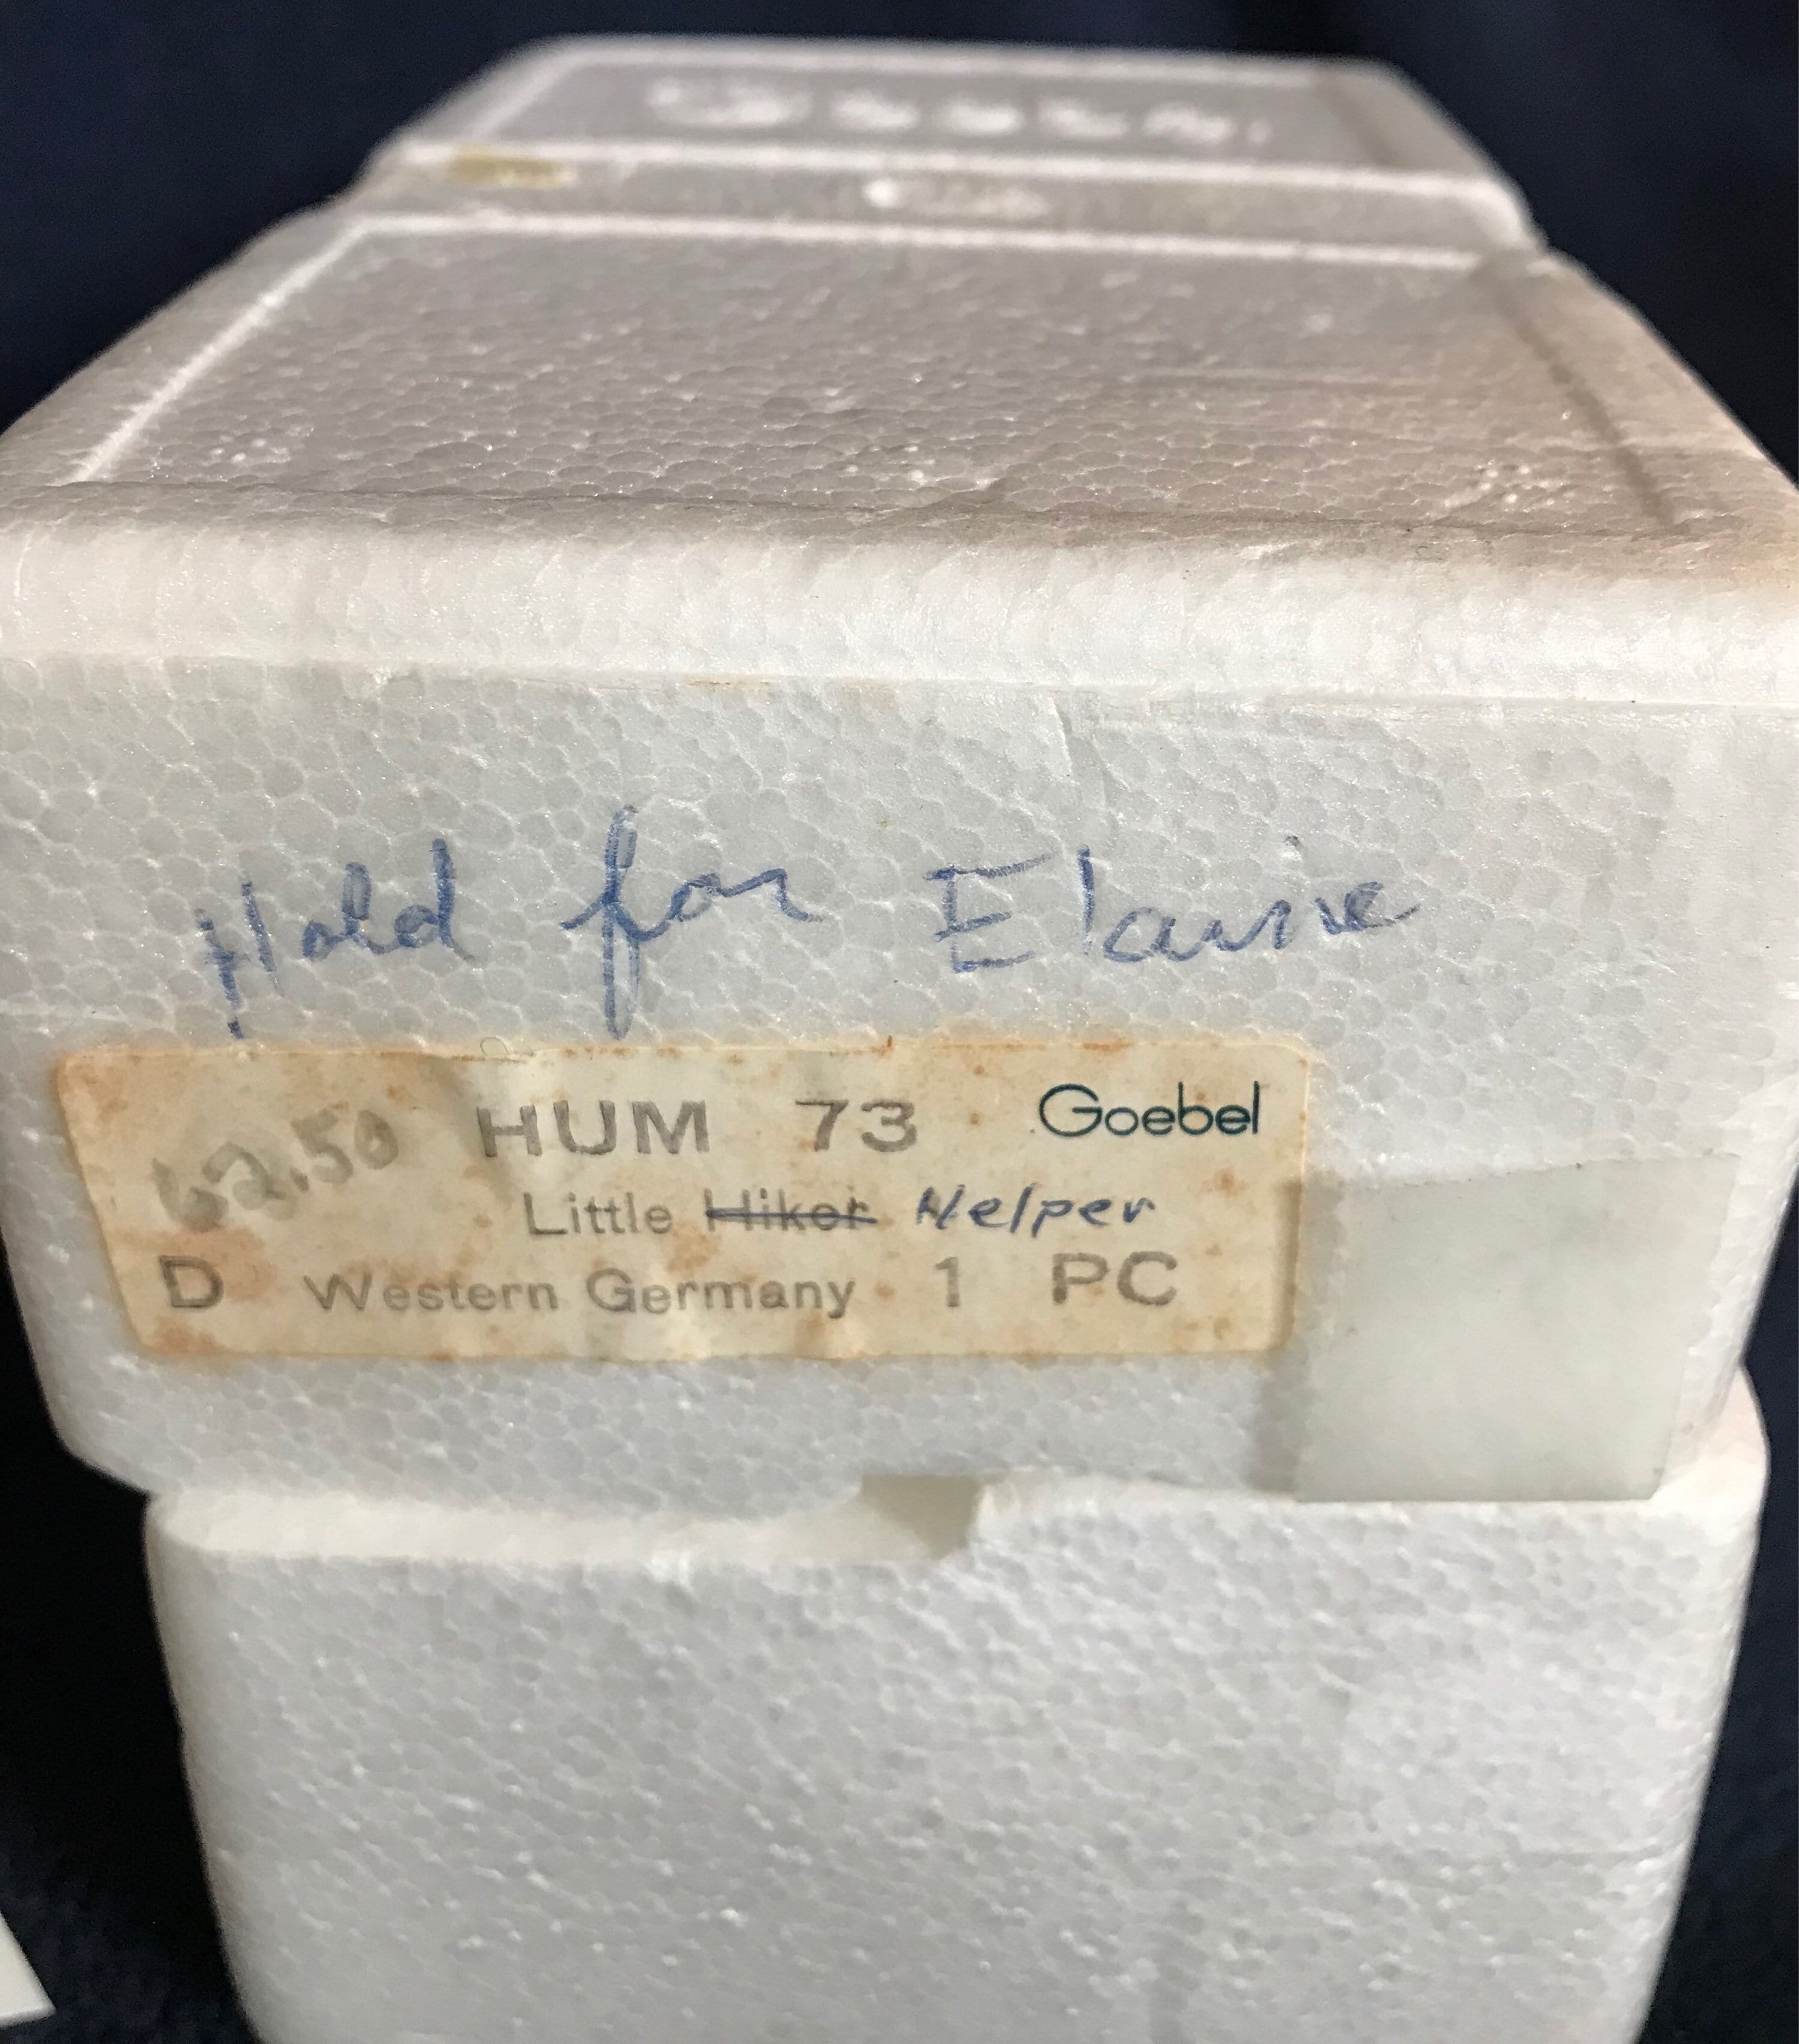 Hold for Elaine
62.50 HUM 73 Goebel
Little Hiker Helper
D Western Germany 1 PC